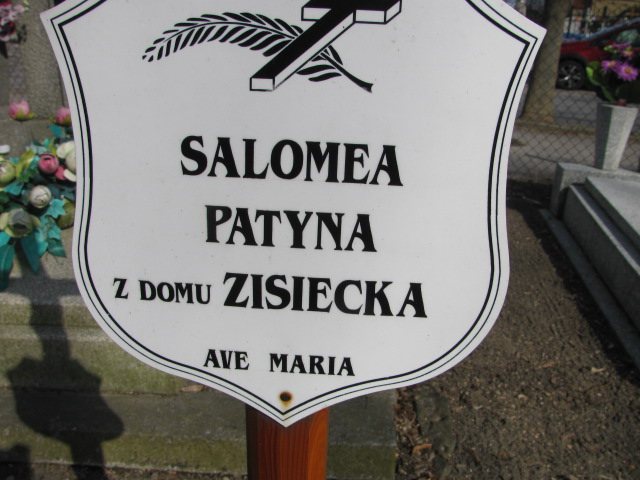 SALOMEA
PATYNA
Z DOMU ZISIECKA
AVE MARIA